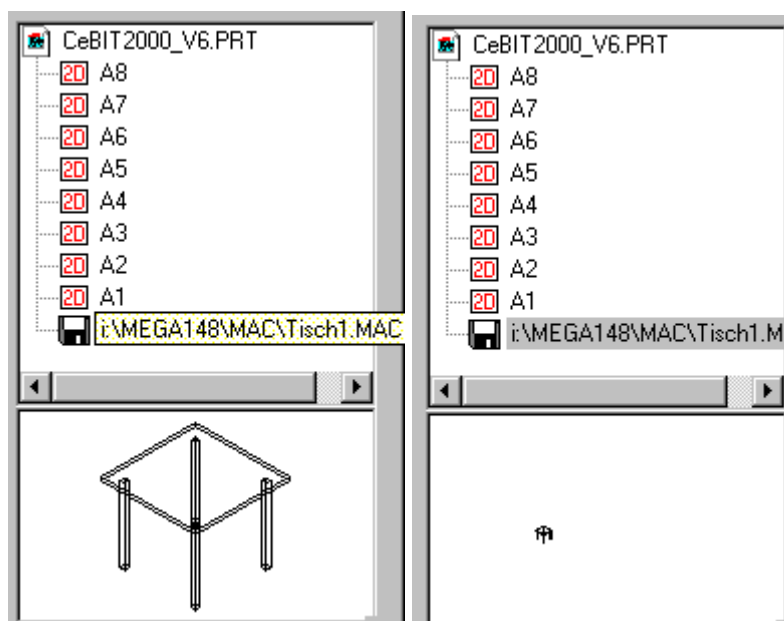 CeBIT2000_V6.PRT
2D A8
2D A7
2D A6
2D A5
2D A4
2D A3
2D A2
2D A1
i:\MEGA148\MAC\Tisch1.MAC
CeBIT2000_V6.PRT
2D A8
2D A7
2D A6
2D A5
2D A4
2D A3
2D A2
2D A1
i:\MEGA148\MAC\Tisch1.M